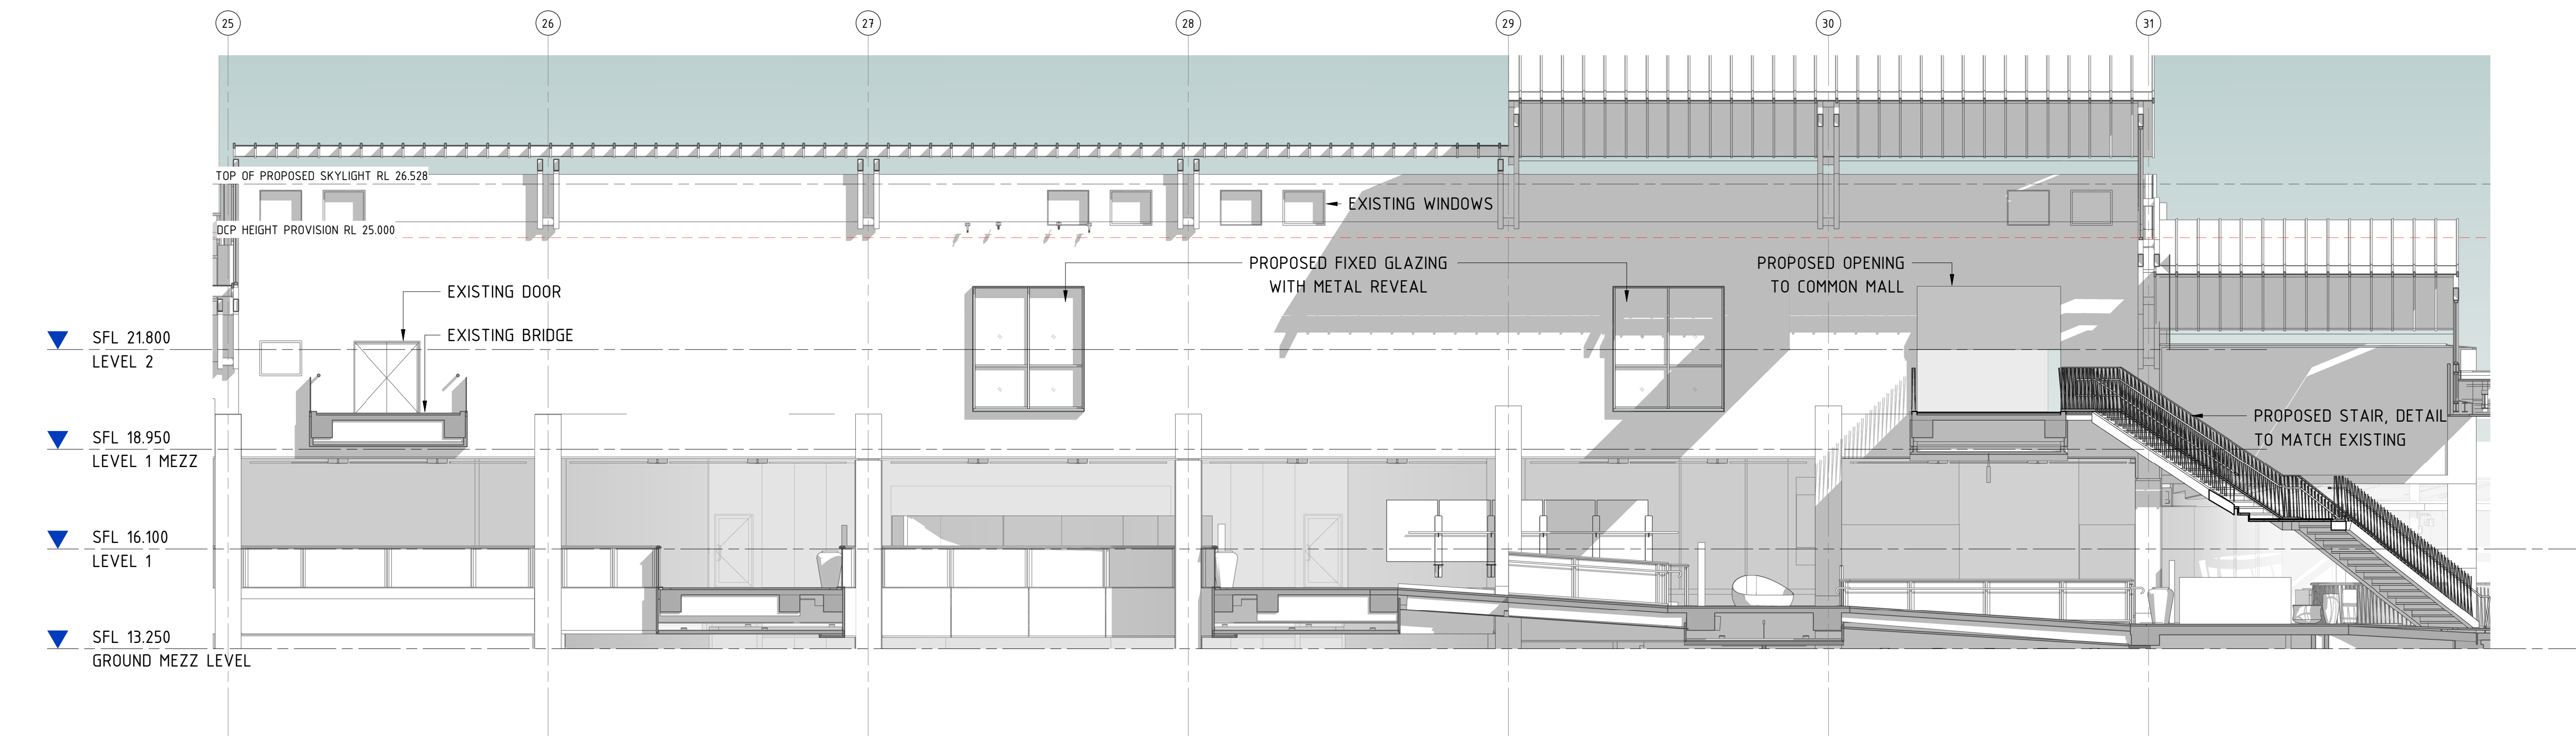 25 26 27 28 29 30 31
TOP OF PROPOSED SKYLIGHT RL 26.528
EXISTING WINDOWS
DCP HEIGHT PROVISION RL 25.000
PROPOSED FIXED GLAZING
WITH METAL REVEAL
PROPOSED OPENING
TO COMMON MALL
EXISTING DOOR
EXISTING BRIDGE
SFL 21.800
LEVEL 2
PROPOSED STAIR, DETAIL
TO MATCH EXISTING
SFL 18.950
LEVEL 1 MEZZ
SFL 16.100
LEVEL 1
SFL 13.250
GROUND MEZZ LEVEL